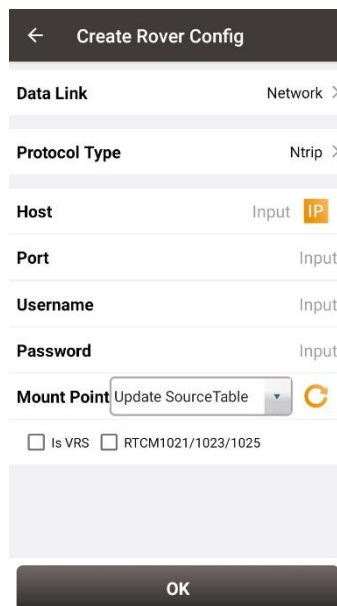 Create Rover Config
Data Link Network
Protocol Type Ntrip
Host Input IP
Port Input
Username Input
Password Input
Mount Point Update SourceTable
Is VRS RTCM1021/1023/1025
OK